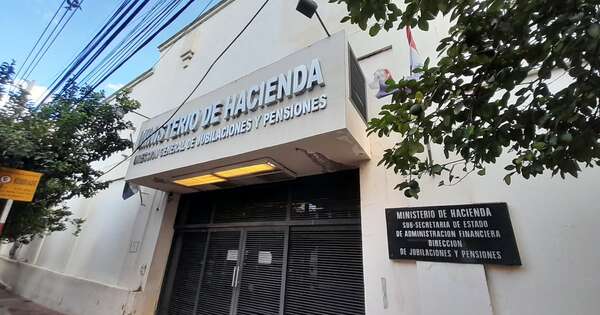 MINISTERIO DE HACIENDA
DIRECCION GENERAL DE JUBILACIONES Y PENSIONES
MINISTERIO DE HACIENDA
SUB-SECRETARIA DE ESTADO
DE ADMINISTRACION FINANCIERA
DIRECCION
DE JUBILACIONES Y PENSIONES